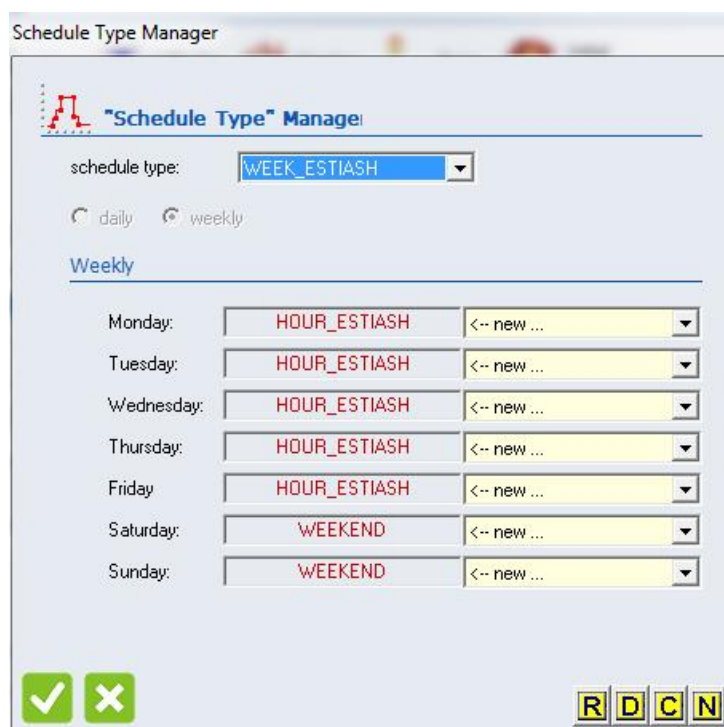 Schedule Type Manager
"Schedule Type" Manage
schedule type: WEEK_ESTIASH
daily weekly
Weekly
Monday: HOUR_ESTIASH <-- new ...
Tuesday: HOUR_ESTIASH <-- new ...
Wednesday: HOUR_ESTIASH <-- new ...
Thursday: HOUR_ESTIASH <-- new ...
Friday HOUR_ESTIASH <-- new ...
Saturday: WEEKEND <-- new ...
Sunday: WEEKEND <-- new ...
R D C N